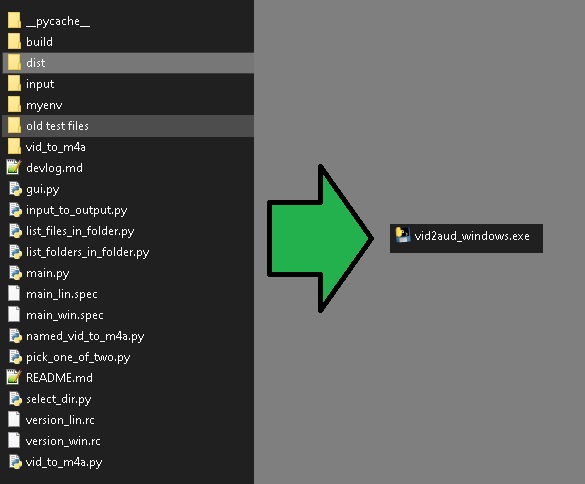 __pycache__
build
dist
input
myenv
old test files
vid_to_m4a
devlog.md
gui.py
input_to_output.py
list_files_in_folder.py
list_folders_in_folder.py
main.py
main_lin.spec
main_win.spec
named_vid_to_m4a.py
pick_one_of_two.py
README.md
select_dir.py
version_lin.rc
version_win.rc
vid_to_m4a.py
vid2aud_windows.exe